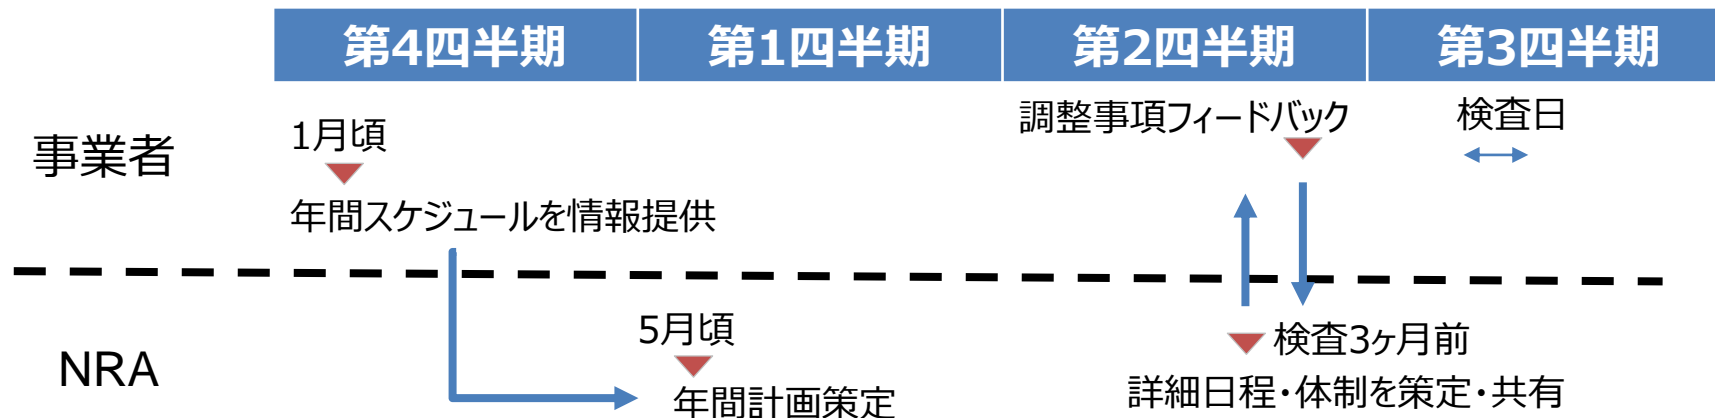 第4四半期
第1四半期
第2四半期
第3四半期
事業者
1月頃
年間スケジュールを情報提供
調整事項フィードバック
検査日
NRA
5月頃
年間計画策定
検査3ヶ月前
詳細日程・体制を策定・共有